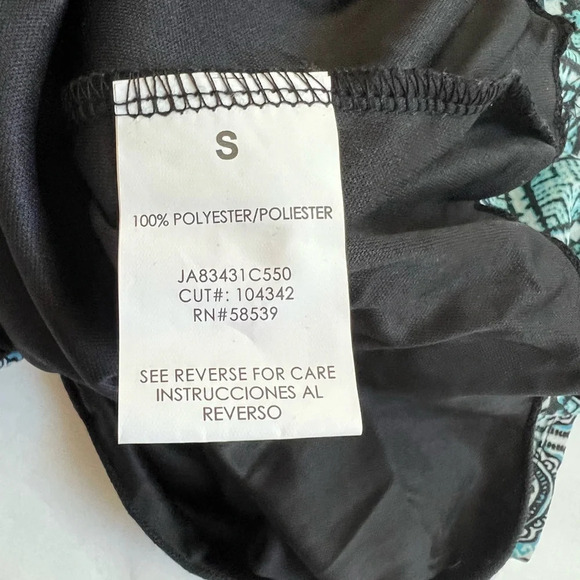 S
100% POLYESTER/POLIESTER
JA83431C550
CUT#: 104342
RN#58539
SEE REVERSE FOR CARE
INSTRUCCIONES AL
REVERSO